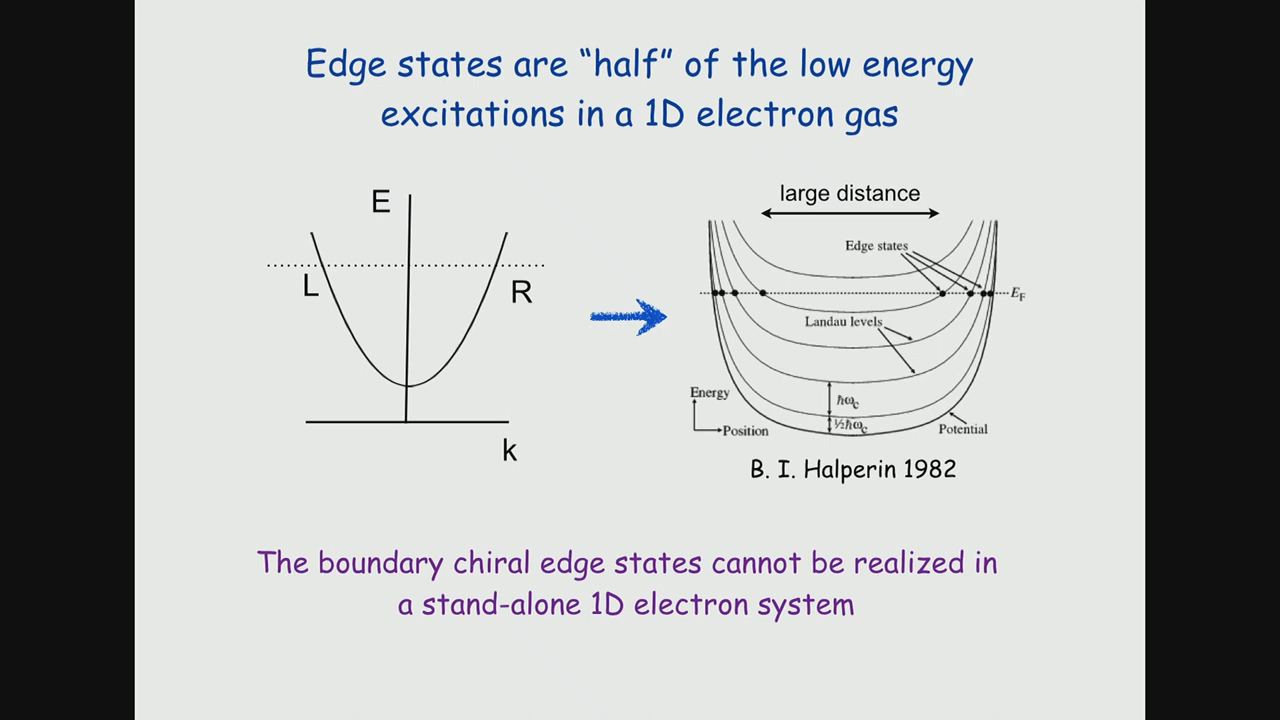 Edge states are “half” of the low energy
excitations in a 1D electron gas
E
L
R
k
large distance
Edge states
E_F
Landau levels
Energy
Position
ħω_c
½ħω_c
Potential
B. I. Halperin 1982
The boundary chiral edge states cannot be realized in
a stand-alone 1D electron system